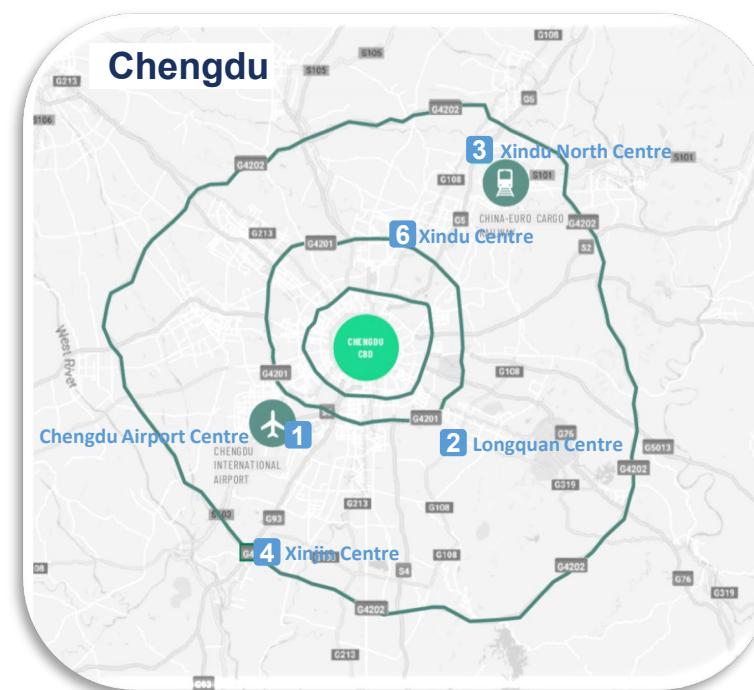 Chengdu
G108
S105
S105
G213
G5
S106
G4202
G4202
3 Xindu North Centre
S101
G108
S101
CHINA-EURO CARGO
G5
G4202
6 Xindu Centre
G213
G4201
S2
West River
CHENGDU
CBD
G4201
G108
G4201
Chengdu Airport Centre 1
2 Longquan Centre
G76
G5013
CHENGDU
INTERNATIONAL
AIRPORT
G4202
G319
G213
S103
G93
4 Xinjin Centre
G108
S4
G4202
G76
G319
G4202
G213
G93